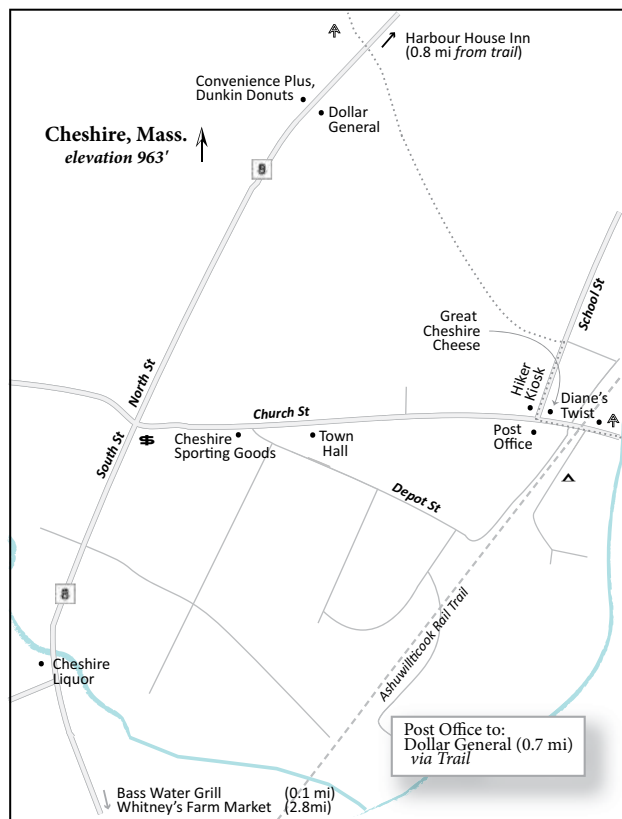 Harbour House Inn
(0.8 mi from trail)
Convenience Plus,
Dunkin Donuts
Dollar
General
Cheshire, Mass.
elevation 963'
8
School St
Great
Cheshire
Cheese
North St
Hiker
Kiosk
Diane's
Twist
Church St
South St
$
Cheshire
Sporting Goods
Town
Hall
Post
Office
Depot St
8
Ashuwillticook Rail Trail
Cheshire
Liquor
Post Office to:
Dollar General (0.7 mi)
via Trail
Bass Water Grill (0.1 mi)
Whitney's Farm Market (2.8mi)